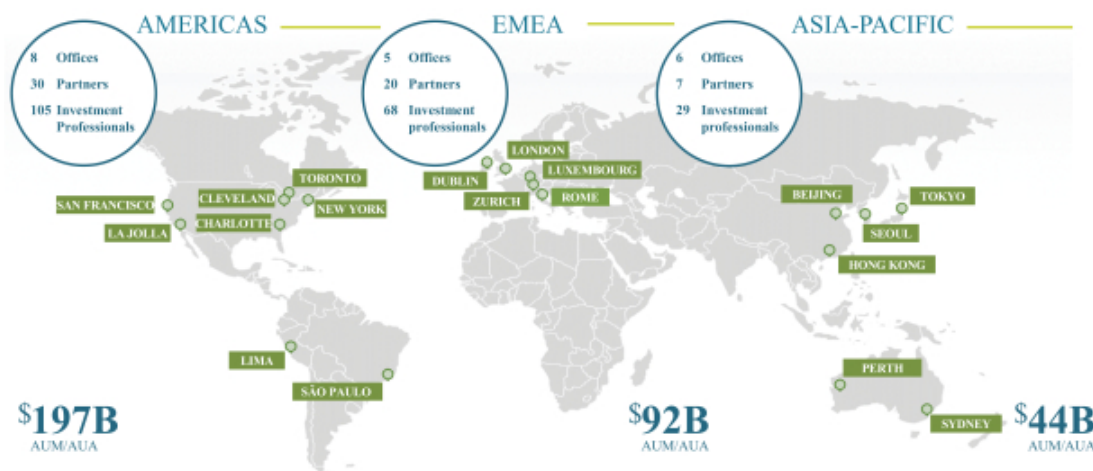 AMERICAS
8 Offices
30 Partners
105 Investment
Professionals
EMEA
5 Offices
20 Partners
68 Investment
professionals
ASIA-PACIFIC
6 Offices
7 Partners
29 Investment
professionals
TORONTO
CLEVELAND
SAN FRANCISCO
NEW YORK
LA JOLLA
CHARLOTTE
LIMA
SÃO PAULO
LONDON
DUBLIN
LUXEMBOURG
ZURICH
ROME
BEIJING
TOKYO
SEOUL
HONG KONG
PERTH
SYDNEY
$197B
AUM/AUA
$92B
AUM/AUA
$44B
AUM/AUA